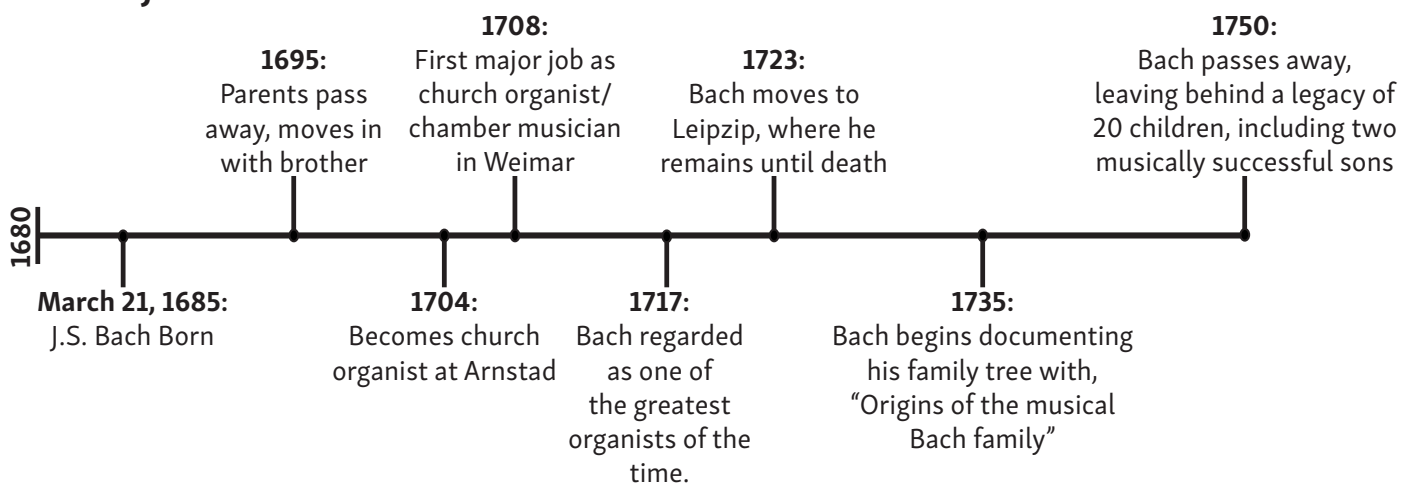 1680
March 21, 1685:
J.S. Bach Born
1695:
Parents pass
away, moves in
with brother
1704:
Becomes church
organist at Arnstad
1708:
First major job as
church organist/
chamber musician
in Weimar
1717:
Bach regarded
as one of
the greatest
organists of the
time.
1723:
Bach moves to
Leipzip, where he
remains until death
1735:
Bach begins documenting
his family tree with,
“Origins of the musical
Bach family”
1750:
Bach passes away,
leaving behind a legacy of
20 children, including two
musically successful sons